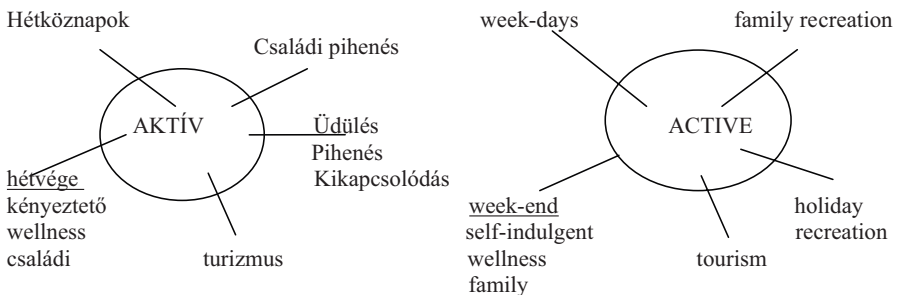 Hétköznapok
Családi pihenés
AKTÍV
Üdülés
Pihenés
Kikapcsolódás
hétvége
kényeztető
wellness
családi
turizmus
week-days
family recreation
ACTIVE
week-end
self-indulgent
wellness
family
tourism
holiday
recreation